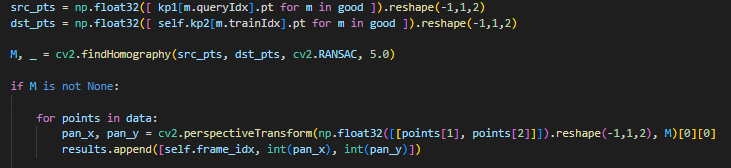 src_pts = np.float32([ kp1[m.queryIdx].pt for m in good ]).reshape(-1,1,2)
dst_pts = np.float32([ self.kp2[m.trainIdx].pt for m in good ]).reshape(-1,1,2)
M, _ = cv2.findHomography(src_pts, dst_pts, cv2.RANSAC, 5.0)
if M is not None:
for points in data:
pan_x, pan_y = cv2.perspectiveTransform(np.float32([[points[1], points[2]]]).reshape(-1,1,2), M)[0][0]
results.append([self.frame_idx, int(pan_x), int(pan_y)])